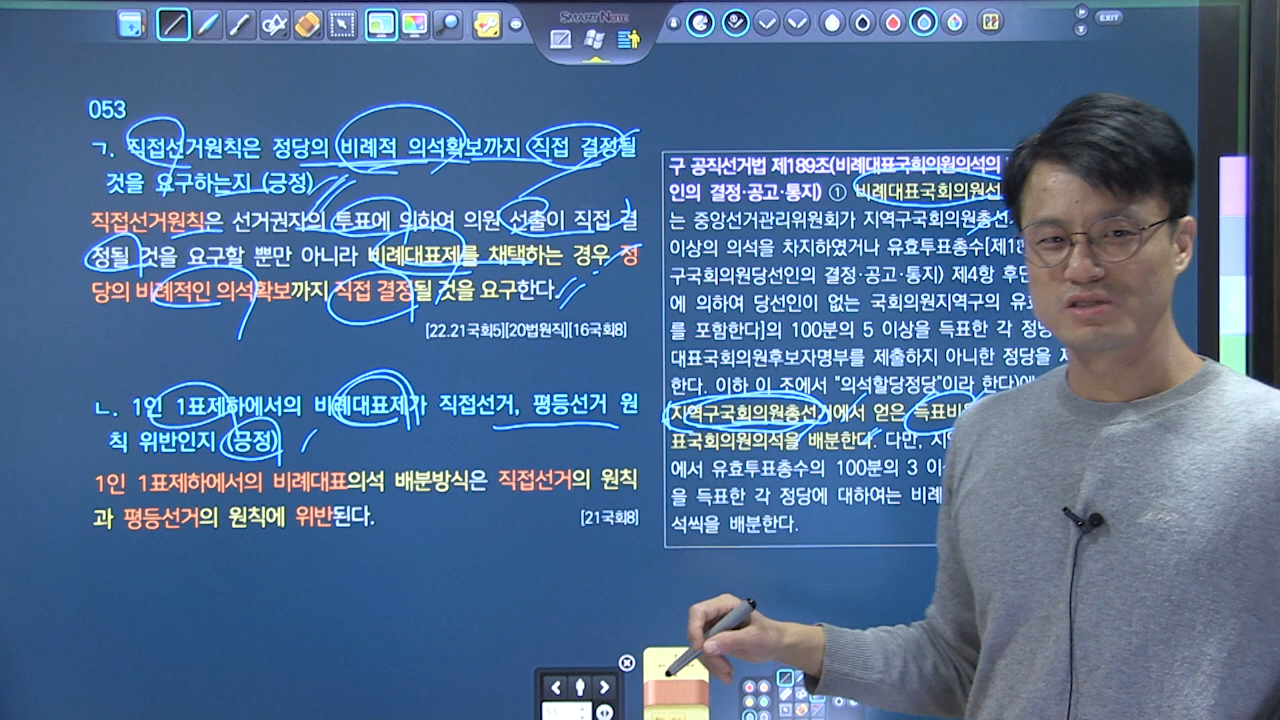 SMART NOTE
EXIT
053
ㄱ. 직접선거원칙은 정당의 비례적 의석확보까지 직접 결정될
것을 요구하는지 (긍정)
직접선거원칙은 선거권자의 투표에 의하여 의원 선출이 직접 결
정될 것을 요구할 뿐만 아니라 비례대표제를 채택하는 경우 정
당의 비례적인 의석확보까지 직접 결정될 것을 요구한다.
[22.21국회5][20법원직][16국회8]
ㄴ. 1인 1표제하에서의 비례대표제가 직접선거, 평등선거 원
칙 위반인지 (긍정)
1인 1표제하에서의 비례대표의석 배분방식은 직접선거의 원칙
과 평등선거의 원칙에 위반된다.
[21국회8]
구 공직선거법 제189조(비례대표국회의원의석의
인의 결정·공고·통지) ① 비례대표국회의원선
는 중앙선거관리위원회가 지역구국회의원총선
이상의 의석을 차지하였거나 유효투표총수[제18
구국회의원당선인의 결정·공고·통지) 제4항 후단
에 의하여 당선인이 없는 국회의원지역구의 유효
를 포함한다]의 100분의 5 이상을 득표한 각 정당
대표국회의원후보자명부를 제출하지 아니한 정당을 제
한다. 이하 이 조에서 "의석할당정당"이라 한다)에
지역구국회의원총선거에서 얻은 득표비율
표국회의원의석을 배분한다. 다만, 지역
에서 유효투표총수의 100분의 3 이상
을 득표한 각 정당에 대하여는 비례
석씩을 배분한다.